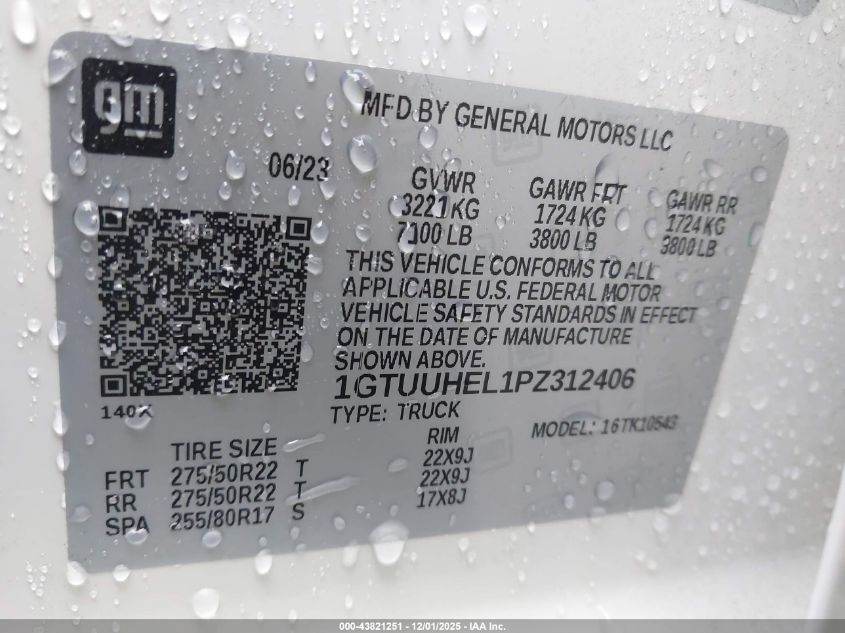 gm
MFD BY GENERAL MOTORS LLC
06/23
GVWR GAWR FRT GAWR RR
3221 KG 1724 KG 1724 KG
7100 LB 3800 LB 3800 LB
THIS VEHICLE CONFORMS TO ALL
APPLICABLE U.S. FEDERAL MOTOR
VEHICLE SAFETY STANDARDS IN EFFECT
ON THE DATE OF MANUFACTURE
SHOWN ABOVE.
1GTUUHEL1PZ312406
140X
TYPE: TRUCK
MODEL: 16TK10543
TIRE SIZE RIM
FRT 275/50R22 T 22X9J
RR 275/50R22 T 22X9J
SPA 255/80R17 S 17X8J
000-43821251 - 12/01/2025 - IAA Inc.